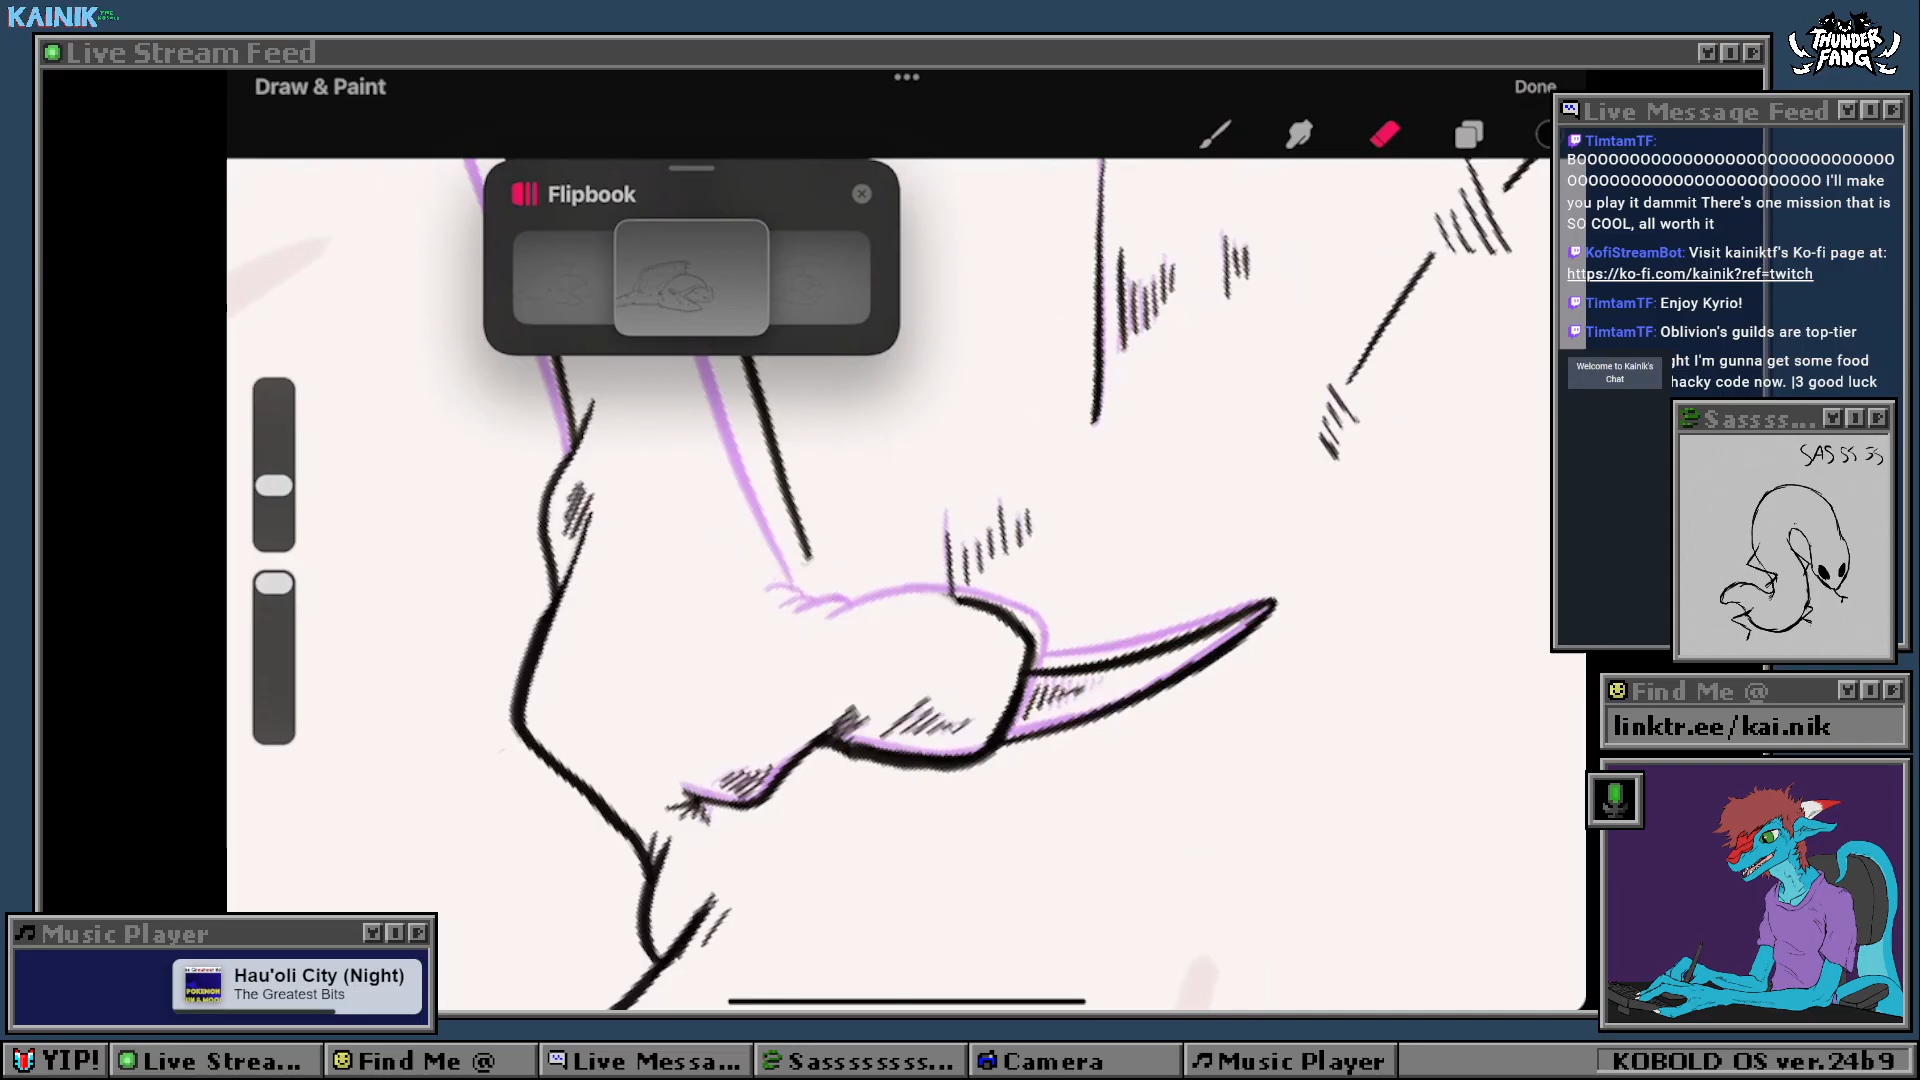 KAINIK
Live Stream Feed
THUNDER
FANG
Draw & Paint
Done
Flipbook
Live Message Feed
TimtamTF:
BOOOOOOOOOOOOOOOOOOOOOOOOOOOOOO
OOOOOOOOOOOOOOOOOOOOOOOO I'll make
you play it dammit There's one mission that is
SO COOL, all worth it
KofiStreamBot: Visit kainiktf's Ko-fi page at:
https://ko-fi.com/kainik?ref=twitch
TimtamTF: Enjoy Kyrio!
TimtamTF: Oblivion's guilds are top-tier
ght I'm gunna get some food
hacky code now. |3 good luck
Welcome to Kainik's
Chat
Sassss...
SASSSSS
Find Me @
linktr.ee/kai.nik
Music Player
Hau'oli City (Night)
The Greatest Bits
YIP!
Live Strea...
Find Me @
Live Messa...
Sasssssssss...
Camera
Music Player
KOBOLD OS ver.24b9